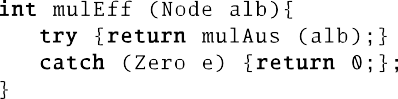 int mulEff (Node alb){
try {return mulAus (alb);}
catch (Zero e) {return 0;};
}